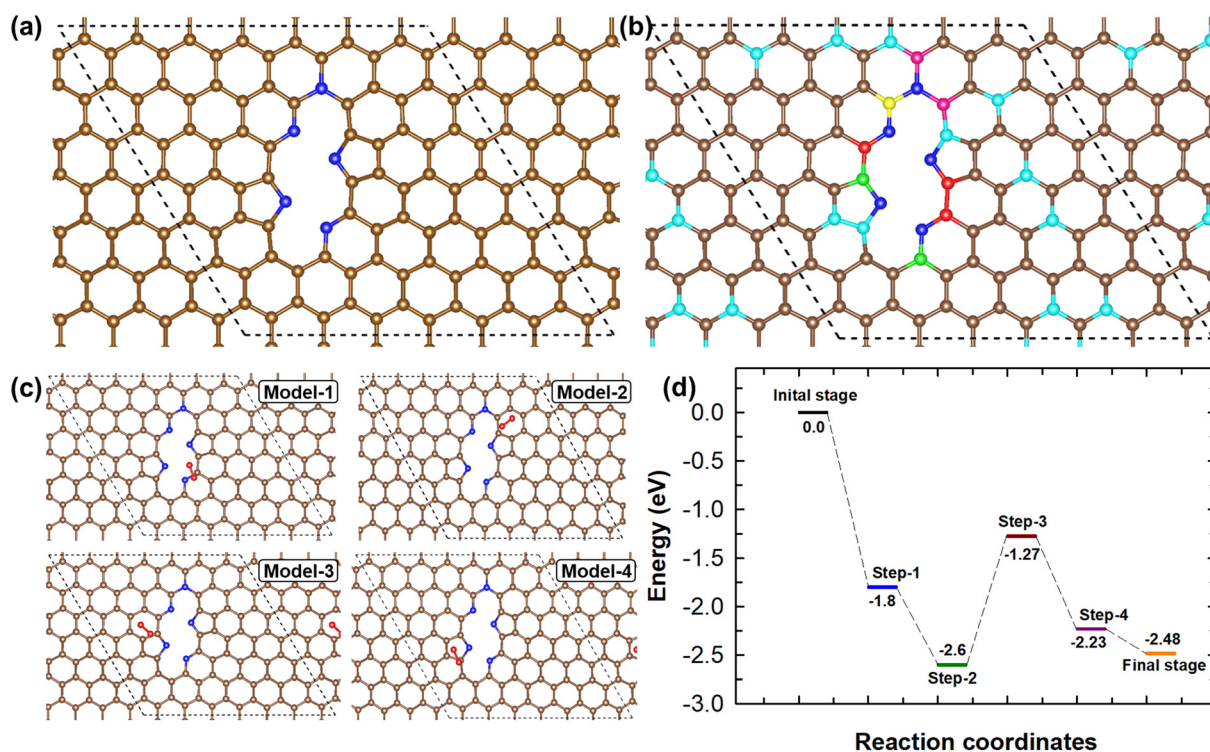 (a)
(b)
(c)
Model-1
Model-2
Model-3
Model-4
(d)
Energy (eV)
0.0
-0.5
-1.0
-1.5
-2.0
-2.5
-3.0
Inital stage
0.0
Step-1
-1.8
-2.6
Step-2
Step-3
-1.27
Step-4
-2.23
-2.48
Final stage
Reaction coordinates